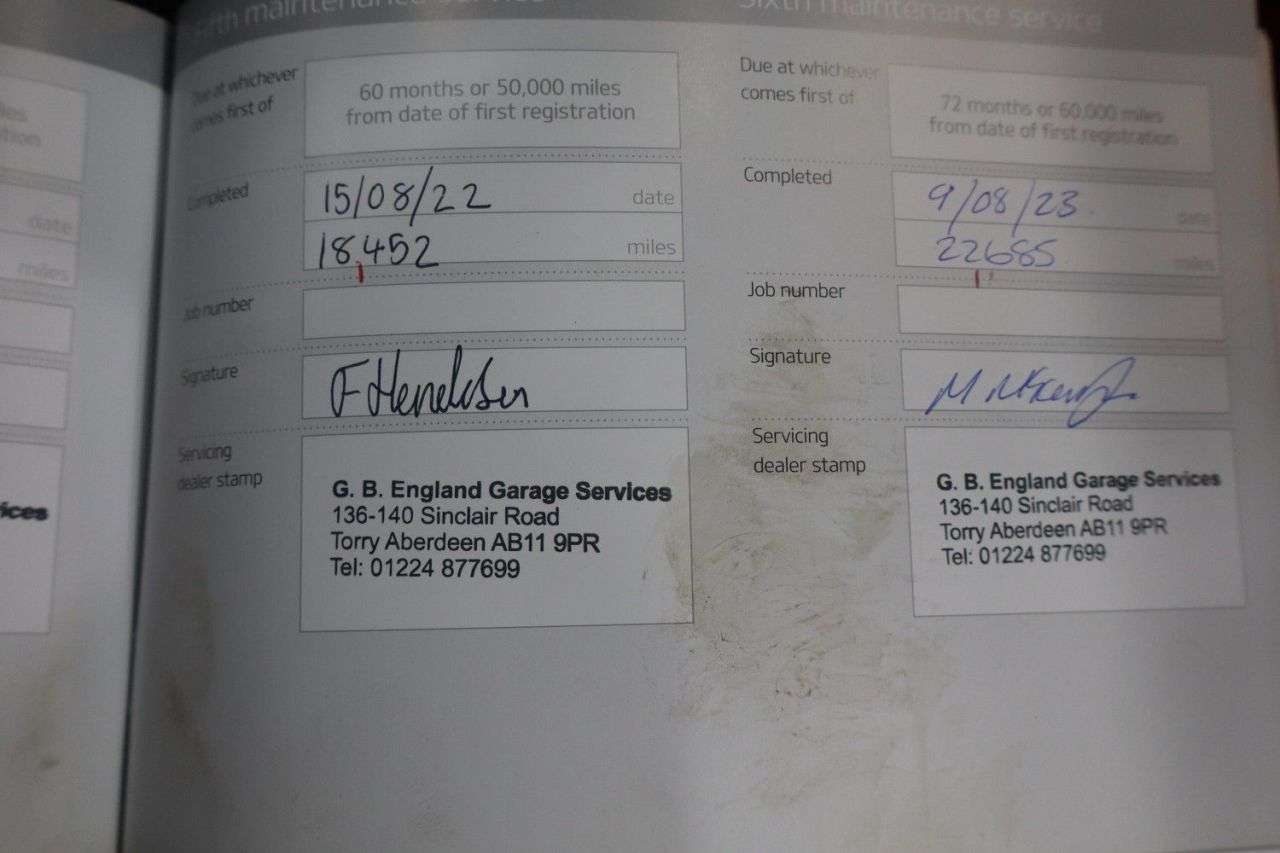 Fifth maintenance service
Due at whichever
comes first of
60 months or 50,000 miles
from date of first registration
Completed
15/08/22 date
18,452 miles
Job number
Signature
Servicing
dealer stamp
G. B. England Garage Services
136-140 Sinclair Road
Torry Aberdeen AB11 9PR
Tel: 01224 877699
Sixth maintenance service
Due at whichever
comes first of
72 months or 60,000 miles
from date of first registration
Completed
9/08/23 date
22685 miles
Job number
Signature
Servicing
dealer stamp
G. B. England Garage Services
136-140 Sinclair Road
Torry Aberdeen AB11 9PR
Tel: 01224 877699
date
miles